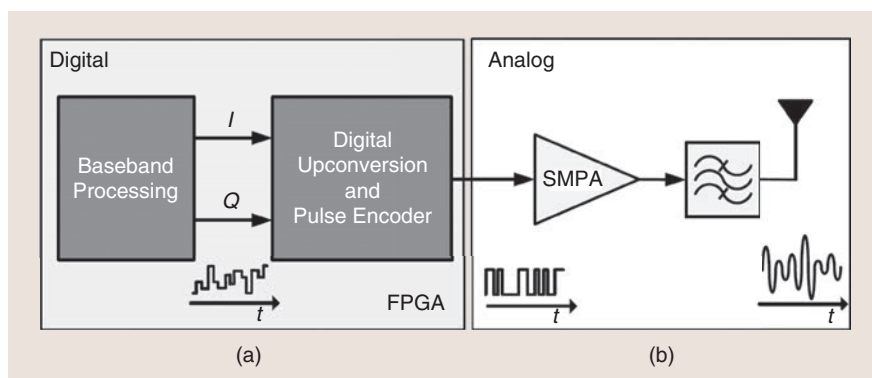 Digital
Analog
Baseband
Processing
I
Q
Digital
Upconversion
and
Pulse Encoder
SMPA
t
FPGA
t
t
(a)
(b)